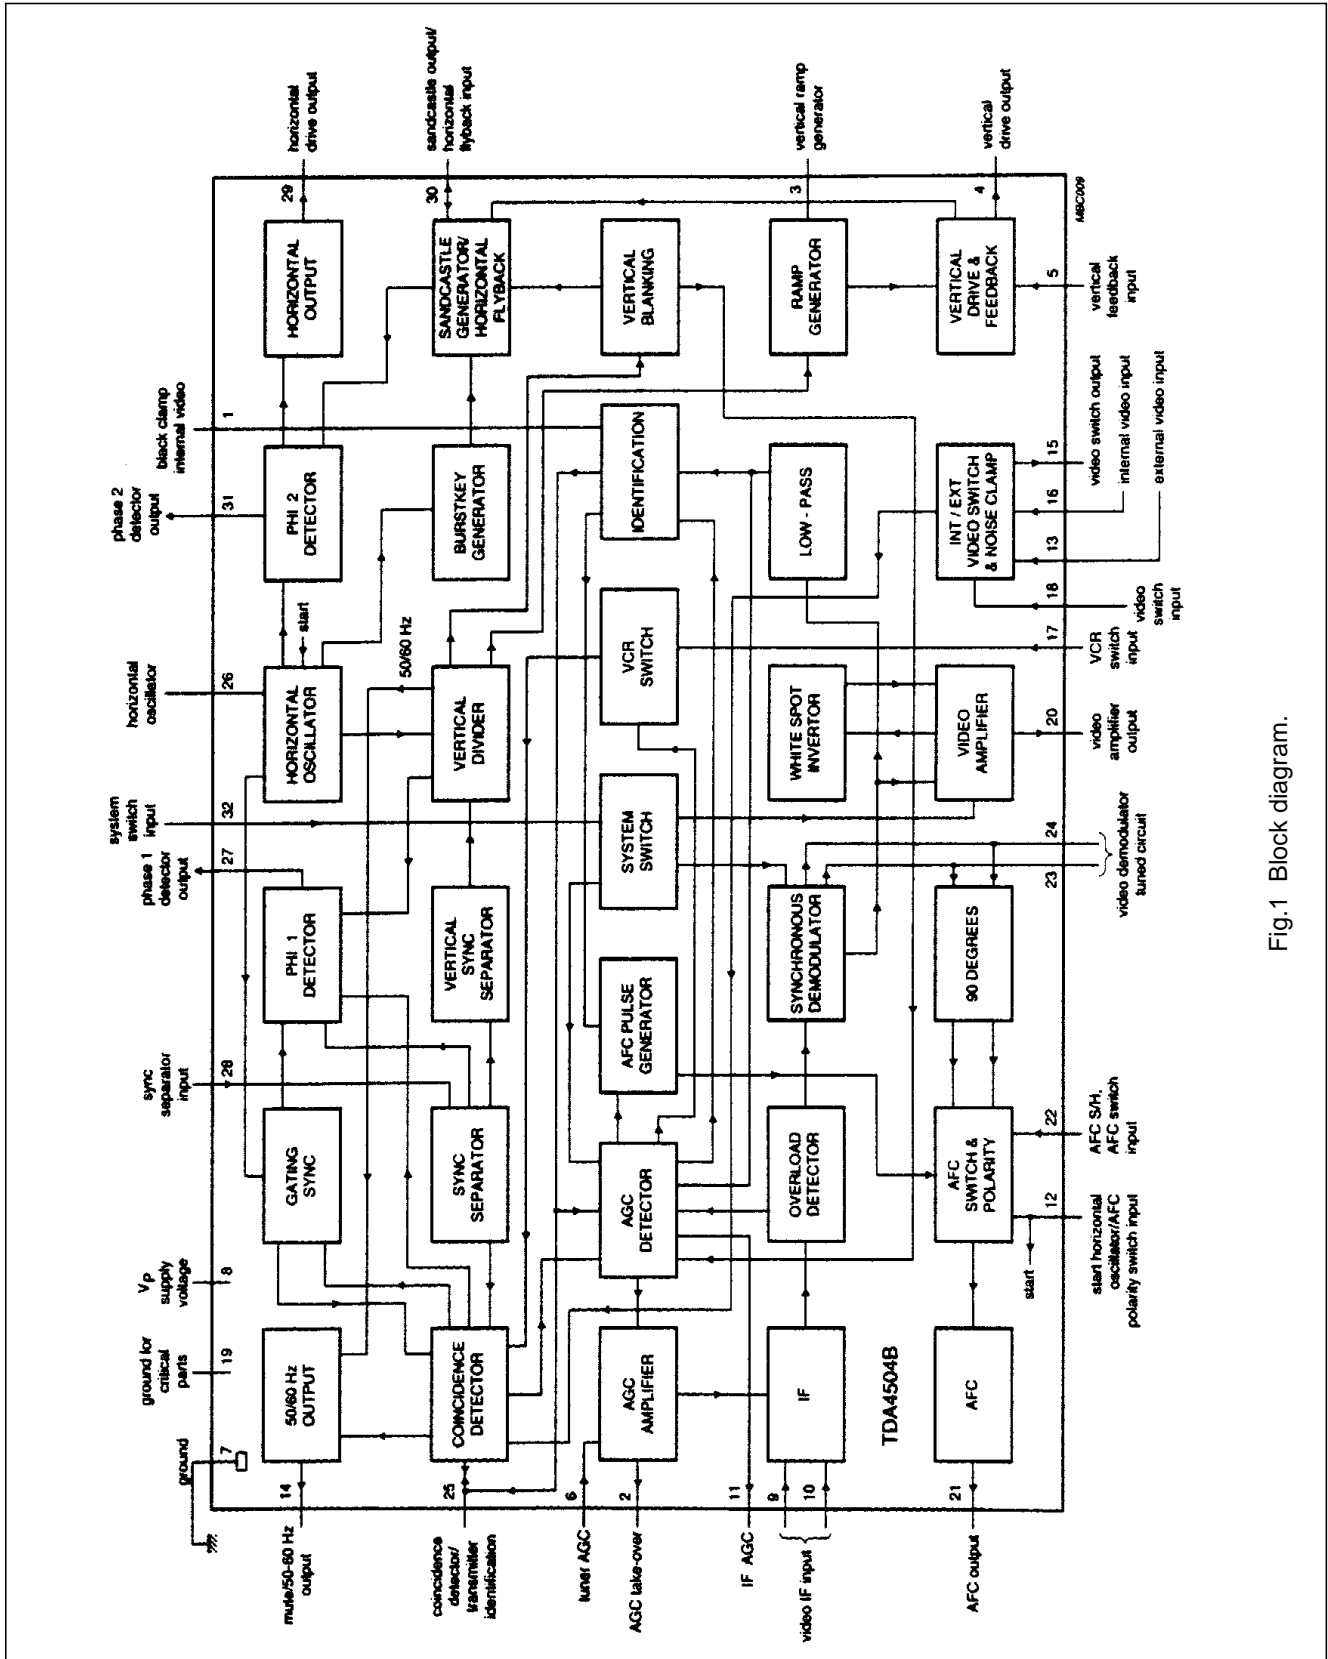 ground
7
ground for
critical
parts
19
VP
supply
voltage
8
sync
separator
input
28
phase 1
detector
output
27
system
switch
input
32
horizontal
oscillator
26
phase 2
detector
output
31
black clamp
internal video
1
mute/50-60 Hz
output
14
50/60 Hz
OUTPUT
GATING
SYNC
PHI 1
DETECTOR
HORIZONTAL
OSCILLATOR
start
PHI 2
DETECTOR
HORIZONTAL
OUTPUT
29
horizontal
drive output
50/60 Hz
coincidence
detector/
transmitter
identification
25
COINCIDENCE
DETECTOR
SYNC
SEPARATOR
VERTICAL
SYNC
SEPARATOR
VERTICAL
DIVIDER
BURSTKEY
GENERATOR
SANDCASTLE
GENERATOR/
HORIZONTAL
FLYBACK
30
sandcastle output/
horizontal
flyback input
tuner AGC
6
AGC take-over
2
AGC
AMPLIFIER
AGC
DETECTOR
AFC PULSE
GENERATOR
SYSTEM
SWITCH
VCR
SWITCH
IDENTIFICATION
VERTICAL
BLANKING
IF AGC
11
video IF input
9
10
IF
OVERLOAD
DETECTOR
SYNCHRONOUS
DEMODULATOR
WHITE SPOT
INVERTOR
LOW - PASS
RAMP
GENERATOR
3
vertical ramp
generator
TDA4504B
AFC output
21
AFC
AFC
SWITCH &
POLARITY
90 DEGREES
VIDEO
AMPLIFIER
INT / EXT
VIDEO SWITCH
& NOISE CLAMP
VERTICAL
DRIVE &
FEEDBACK
4
vertical
drive output
start
12
start horizontal
oscillator/AFC
polarity switch input
22
AFC S/H,
AFC switch
input
23
24
video demodulator
tuned circuit
20
video
amplifier
output
17
VCR
switch
input
18
video
switch
input
13
16
15
video switch output
internal video input
external video input
5
vertical
feedback
input
MBC009
Fig.1 Block diagram.